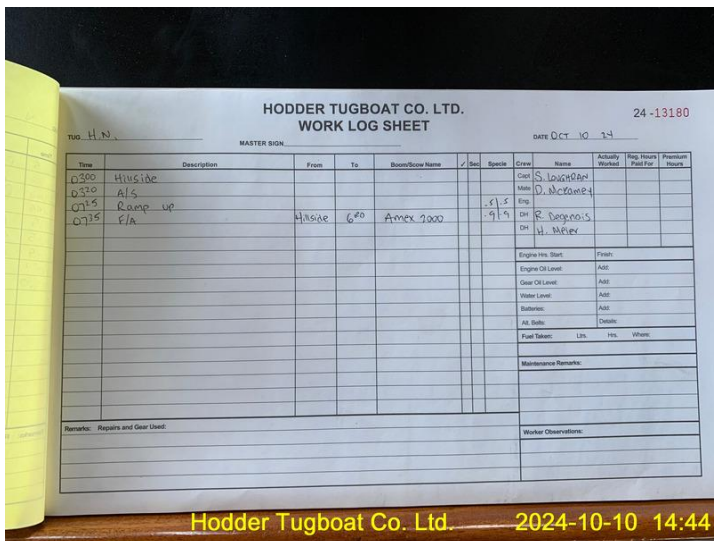 HODDER TUGBOAT CO. LTD.
WORK LOG SHEET
24-13180
TUG H.N.
MASTER SIGN
DATE OCT 10 24
Time Description From To Boom/Scow Name ✓ Sec Specie Crew Name Actually Worked Reg. Hours Paid For Premium Hours
0300 Hillside Capt S. LOUGHRAN
0320 A/S Mate D. McKamey
0725 Ramp up .5 .5 Eng.
0735 F/A Hillside 600 Amex 2000 .9 .9 DH R. Degenais
DH H. Meier
Engine Hrs. Start: Finish:
Engine Oil Level: Add:
Gear Oil Level: Add:
Water Level: Add:
Batteries: Add:
Alt. Belts: Details:
Fuel Taken: Ltrs. Hrs. Where:
Maintenance Remarks:
Remarks: Repairs and Gear Used:
Worker Observations:
Hodder Tugboat Co. Ltd. 2024-10-10 14:44